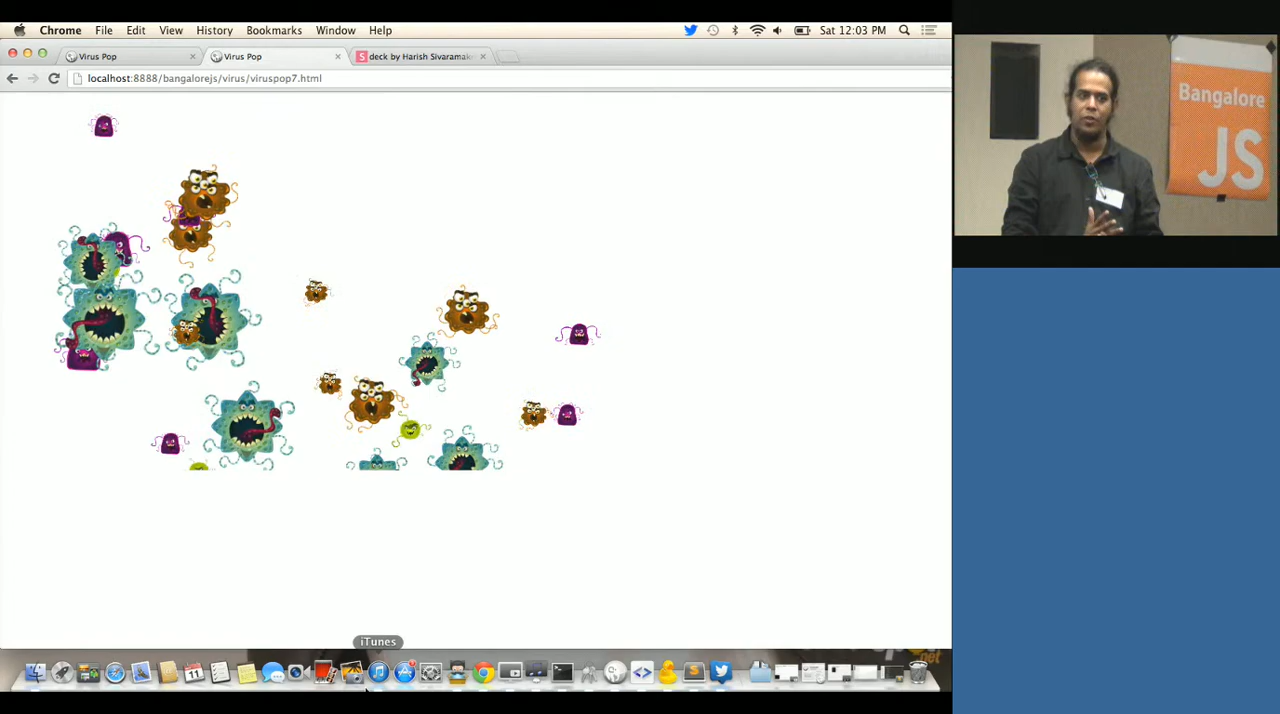 Chrome File Edit View History Bookmarks Window Help
Sat 12:03 PM
Virus Pop
Virus Pop
deck by Harish Sivaramak
localhost:8888/bangalorejs/virus/viruspop7.html
Bangalore
JS
iTunes
11